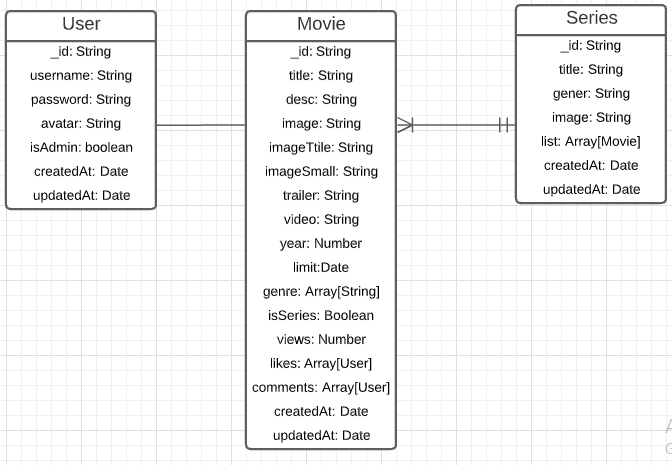 User
_id: String
username: String
password: String
avatar: String
isAdmin: boolean
createdAt: Date
updatedAt: Date
Movie
_id: String
title: String
desc: String
image: String
imageTtile: String
imageSmall: String
trailer: String
video: String
year: Number
limit:Date
genre: Array[String]
isSeries: Boolean
views: Number
likes: Array[User]
comments: Array[User]
createdAt: Date
updatedAt: Date
Series
_id: String
title: String
gener: String
image: String
list: Array[Movie]
createdAt: Date
updatedAt: Date